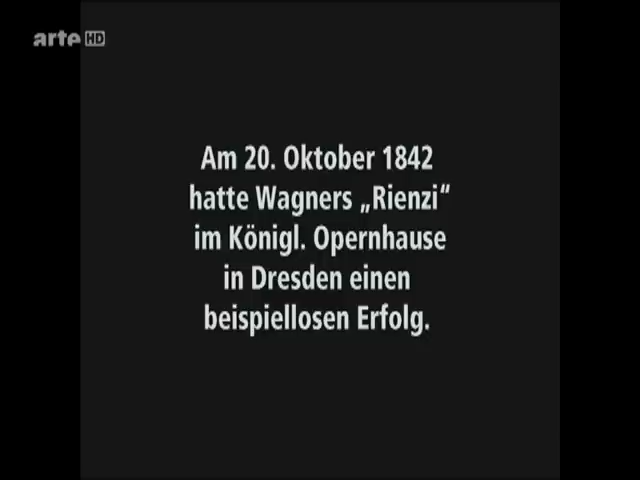 arte HD
Am 20. Oktober 1842
hatte Wagners „Rienzi“
im Königl. Opernhause
in Dresden einen
beispiellosen Erfolg.